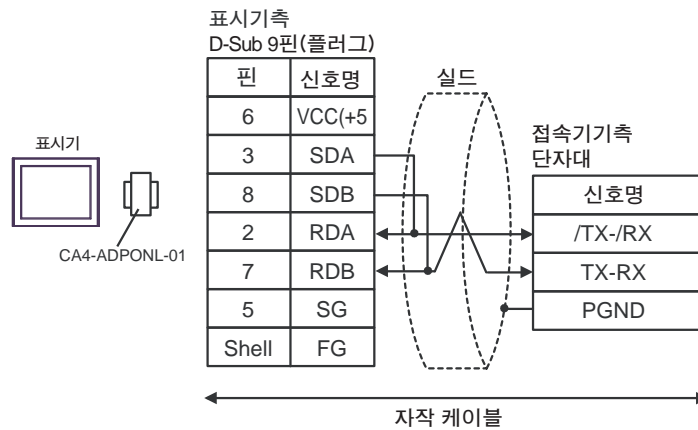 표시기측
D-Sub 9핀(플러그)
핀 신호명
6 VCC(+5
3 SDA
8 SDB
2 RDA
7 RDB
5 SG
Shell FG
실드
접속기기측
단자대
신호명
/TX-/RX
TX-RX
PGND
표시기
CA4-ADPONL-01
자작 케이블